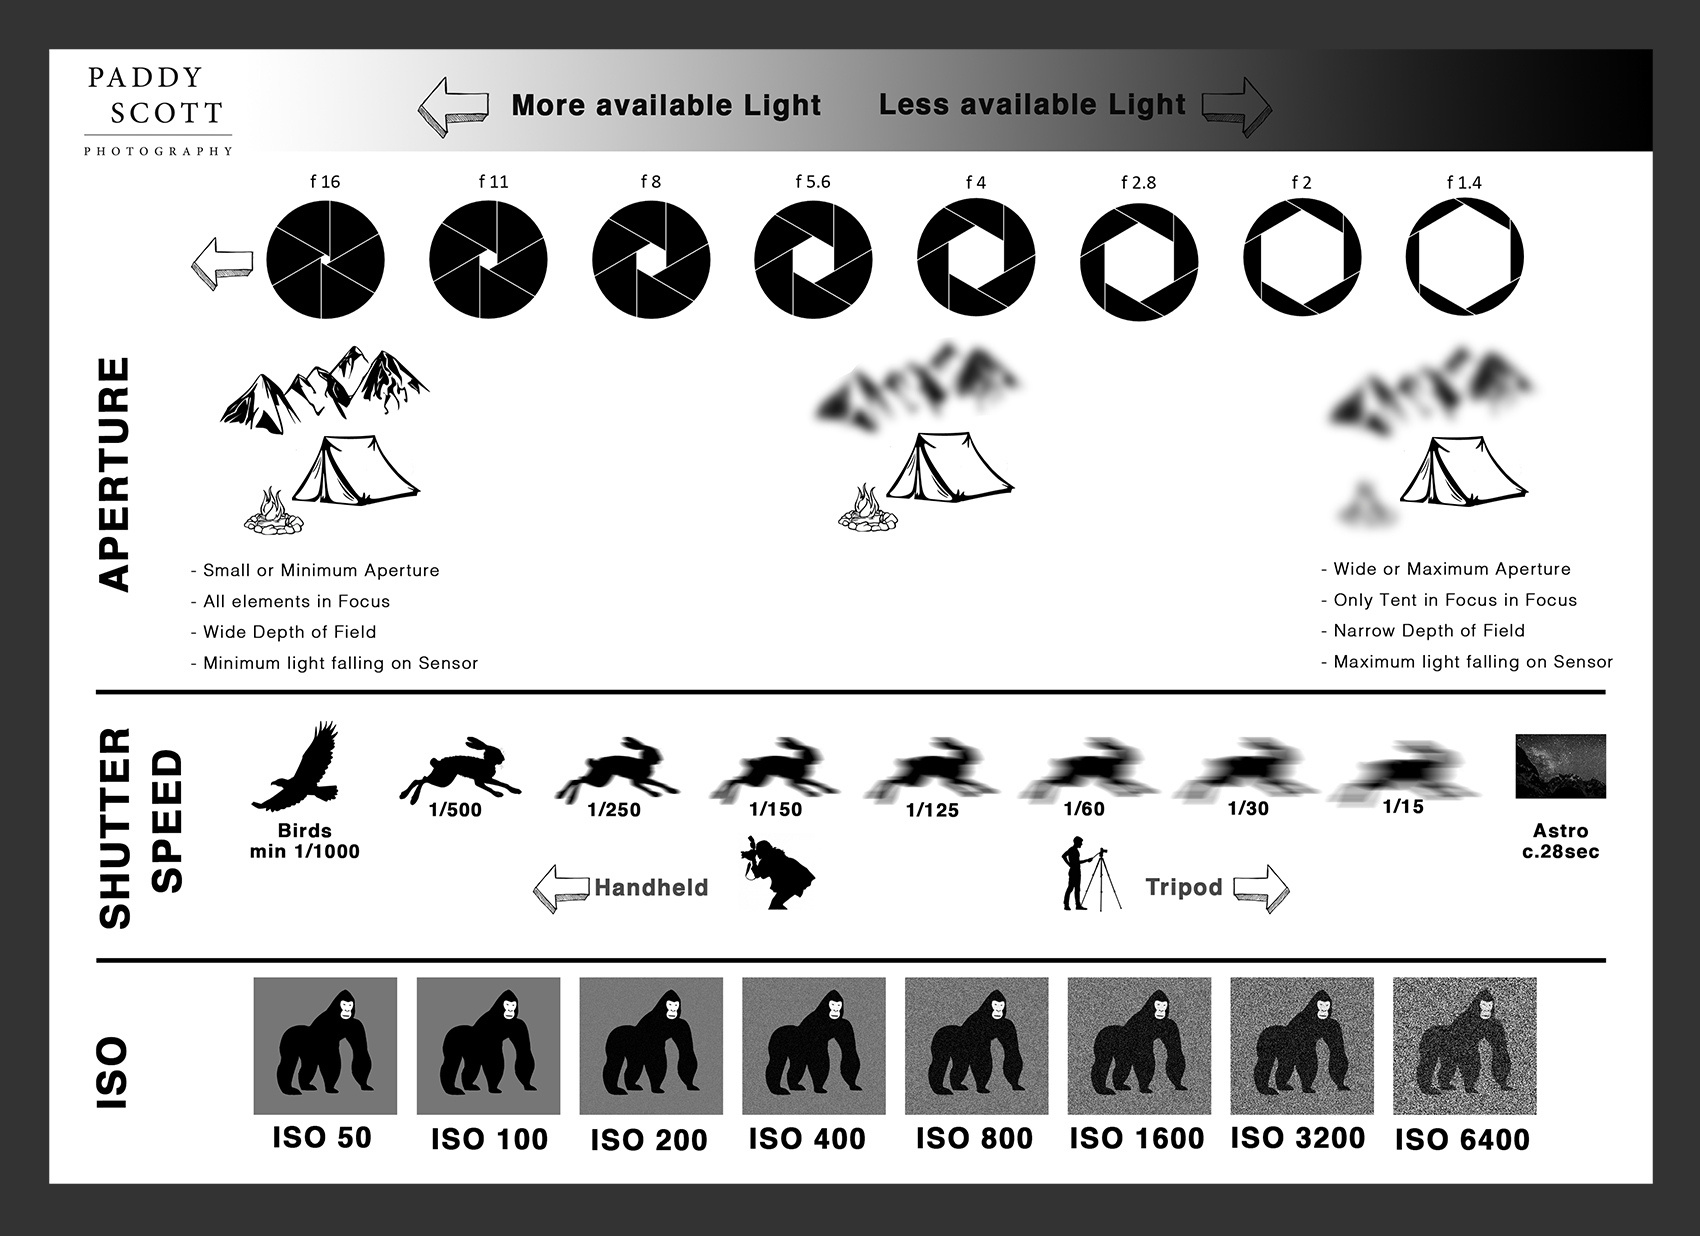 PADDY
SCOTT
PHOTOGRAPHY
More available Light
Less available Light
f 16
f 11
f 8
f 5.6
f 4
f 2.8
f 2
f 1.4
APERTURE
- Small or Minimum Aperture
- All elements in Focus
- Wide Depth of Field
- Minimum light falling on Sensor
- Wide or Maximum Aperture
- Only Tent in Focus in Focus
- Narrow Depth of Field
- Maximum light falling on Sensor
SHUTTER
SPEED
Birds
min 1/1000
1/500
1/250
1/150
1/125
1/60
1/30
1/15
Astro
c.28sec
Handheld
Tripod
ISO
ISO 50
ISO 100
ISO 200
ISO 400
ISO 800
ISO 1600
ISO 3200
ISO 6400